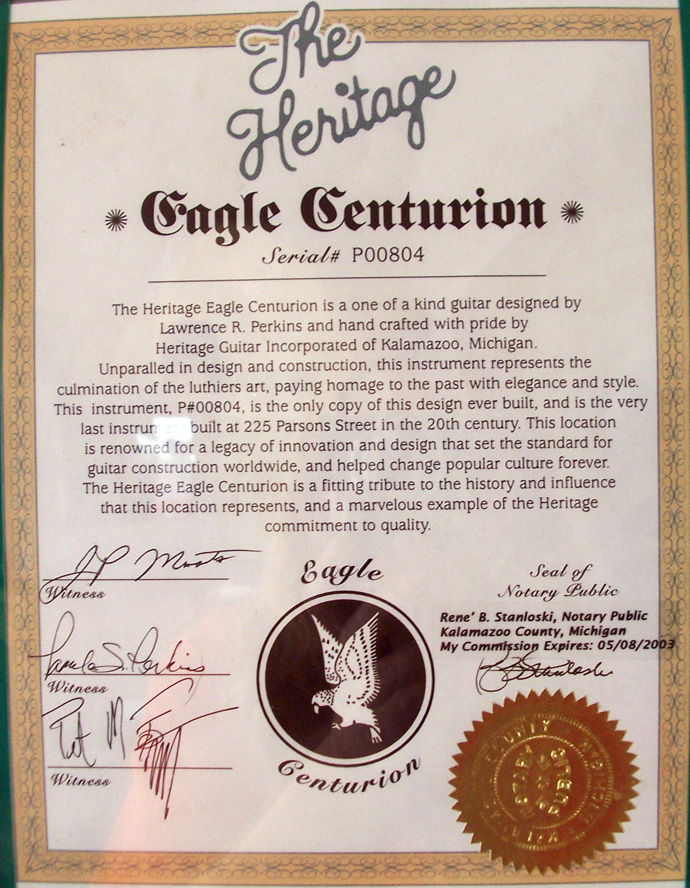 The
Heritage
Eagle Centurion
Serial# P00804
The Heritage Eagle Centurion is a one of a kind guitar designed by
Lawrence R. Perkins and hand crafted with pride by
Heritage Guitar Incorporated of Kalamazoo, Michigan.
Unparalled in design and construction, this instrument represents the
culmination of the luthiers art, paying homage to the past with elegance and style.
This instrument, P#00804, is the only copy of this design ever built, and is the very
last instrument built at 225 Parsons Street in the 20th century. This location
is renowned for a legacy of innovation and design that set the standard for
guitar construction worldwide, and helped change popular culture forever.
The Heritage Eagle Centurion is a fitting tribute to the history and influence
that this location represents, and a marvelous example of the Heritage
commitment to quality.
Witness
Perkins
Witness
Witness
Eagle
Centurion
Seal of
Notary Public
Rene' B. Stanloski, Notary Public
Kalamazoo County, Michigan
My Commission Expires: 05/08/2003
NOTARY
PUBLIC